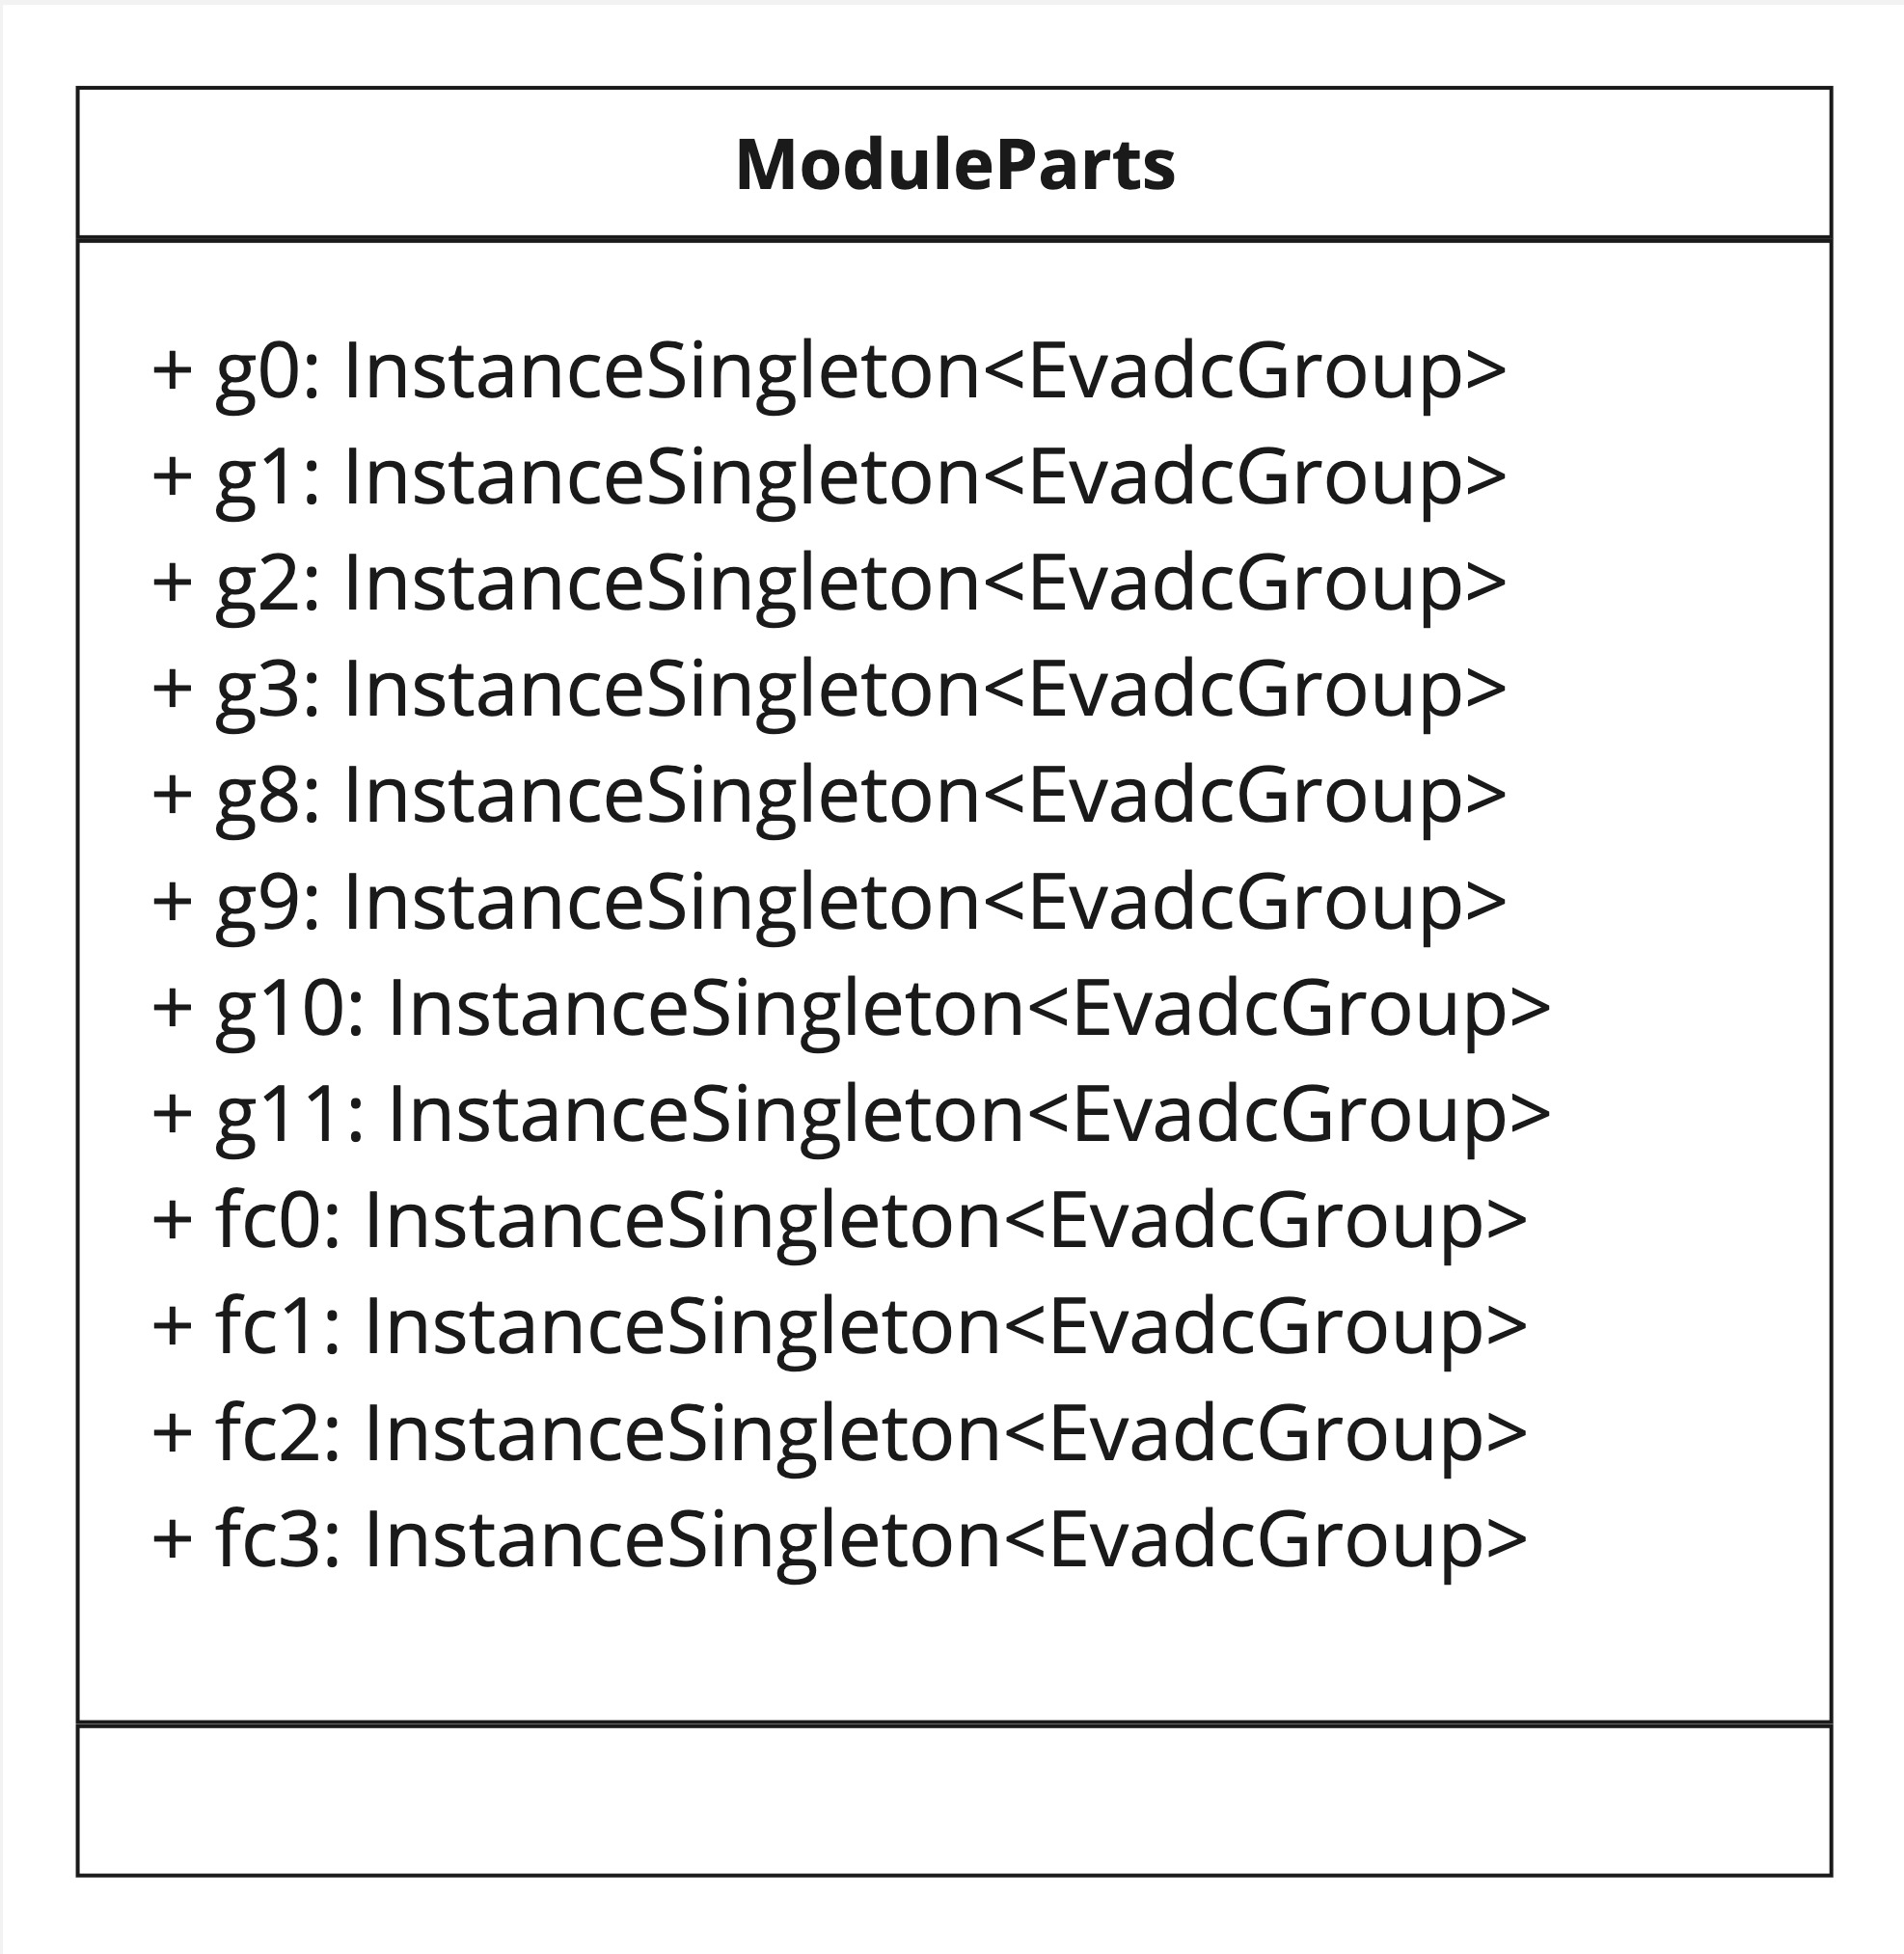 ModuleParts
+ g0: InstanceSingleton<EvadcGroup>
+ g1: InstanceSingleton<EvadcGroup>
+ g2: InstanceSingleton<EvadcGroup>
+ g3: InstanceSingleton<EvadcGroup>
+ g8: InstanceSingleton<EvadcGroup>
+ g9: InstanceSingleton<EvadcGroup>
+ g10: InstanceSingleton<EvadcGroup>
+ g11: InstanceSingleton<EvadcGroup>
+ fc0: InstanceSingleton<EvadcGroup>
+ fc1: InstanceSingleton<EvadcGroup>
+ fc2: InstanceSingleton<EvadcGroup>
+ fc3: InstanceSingleton<EvadcGroup>